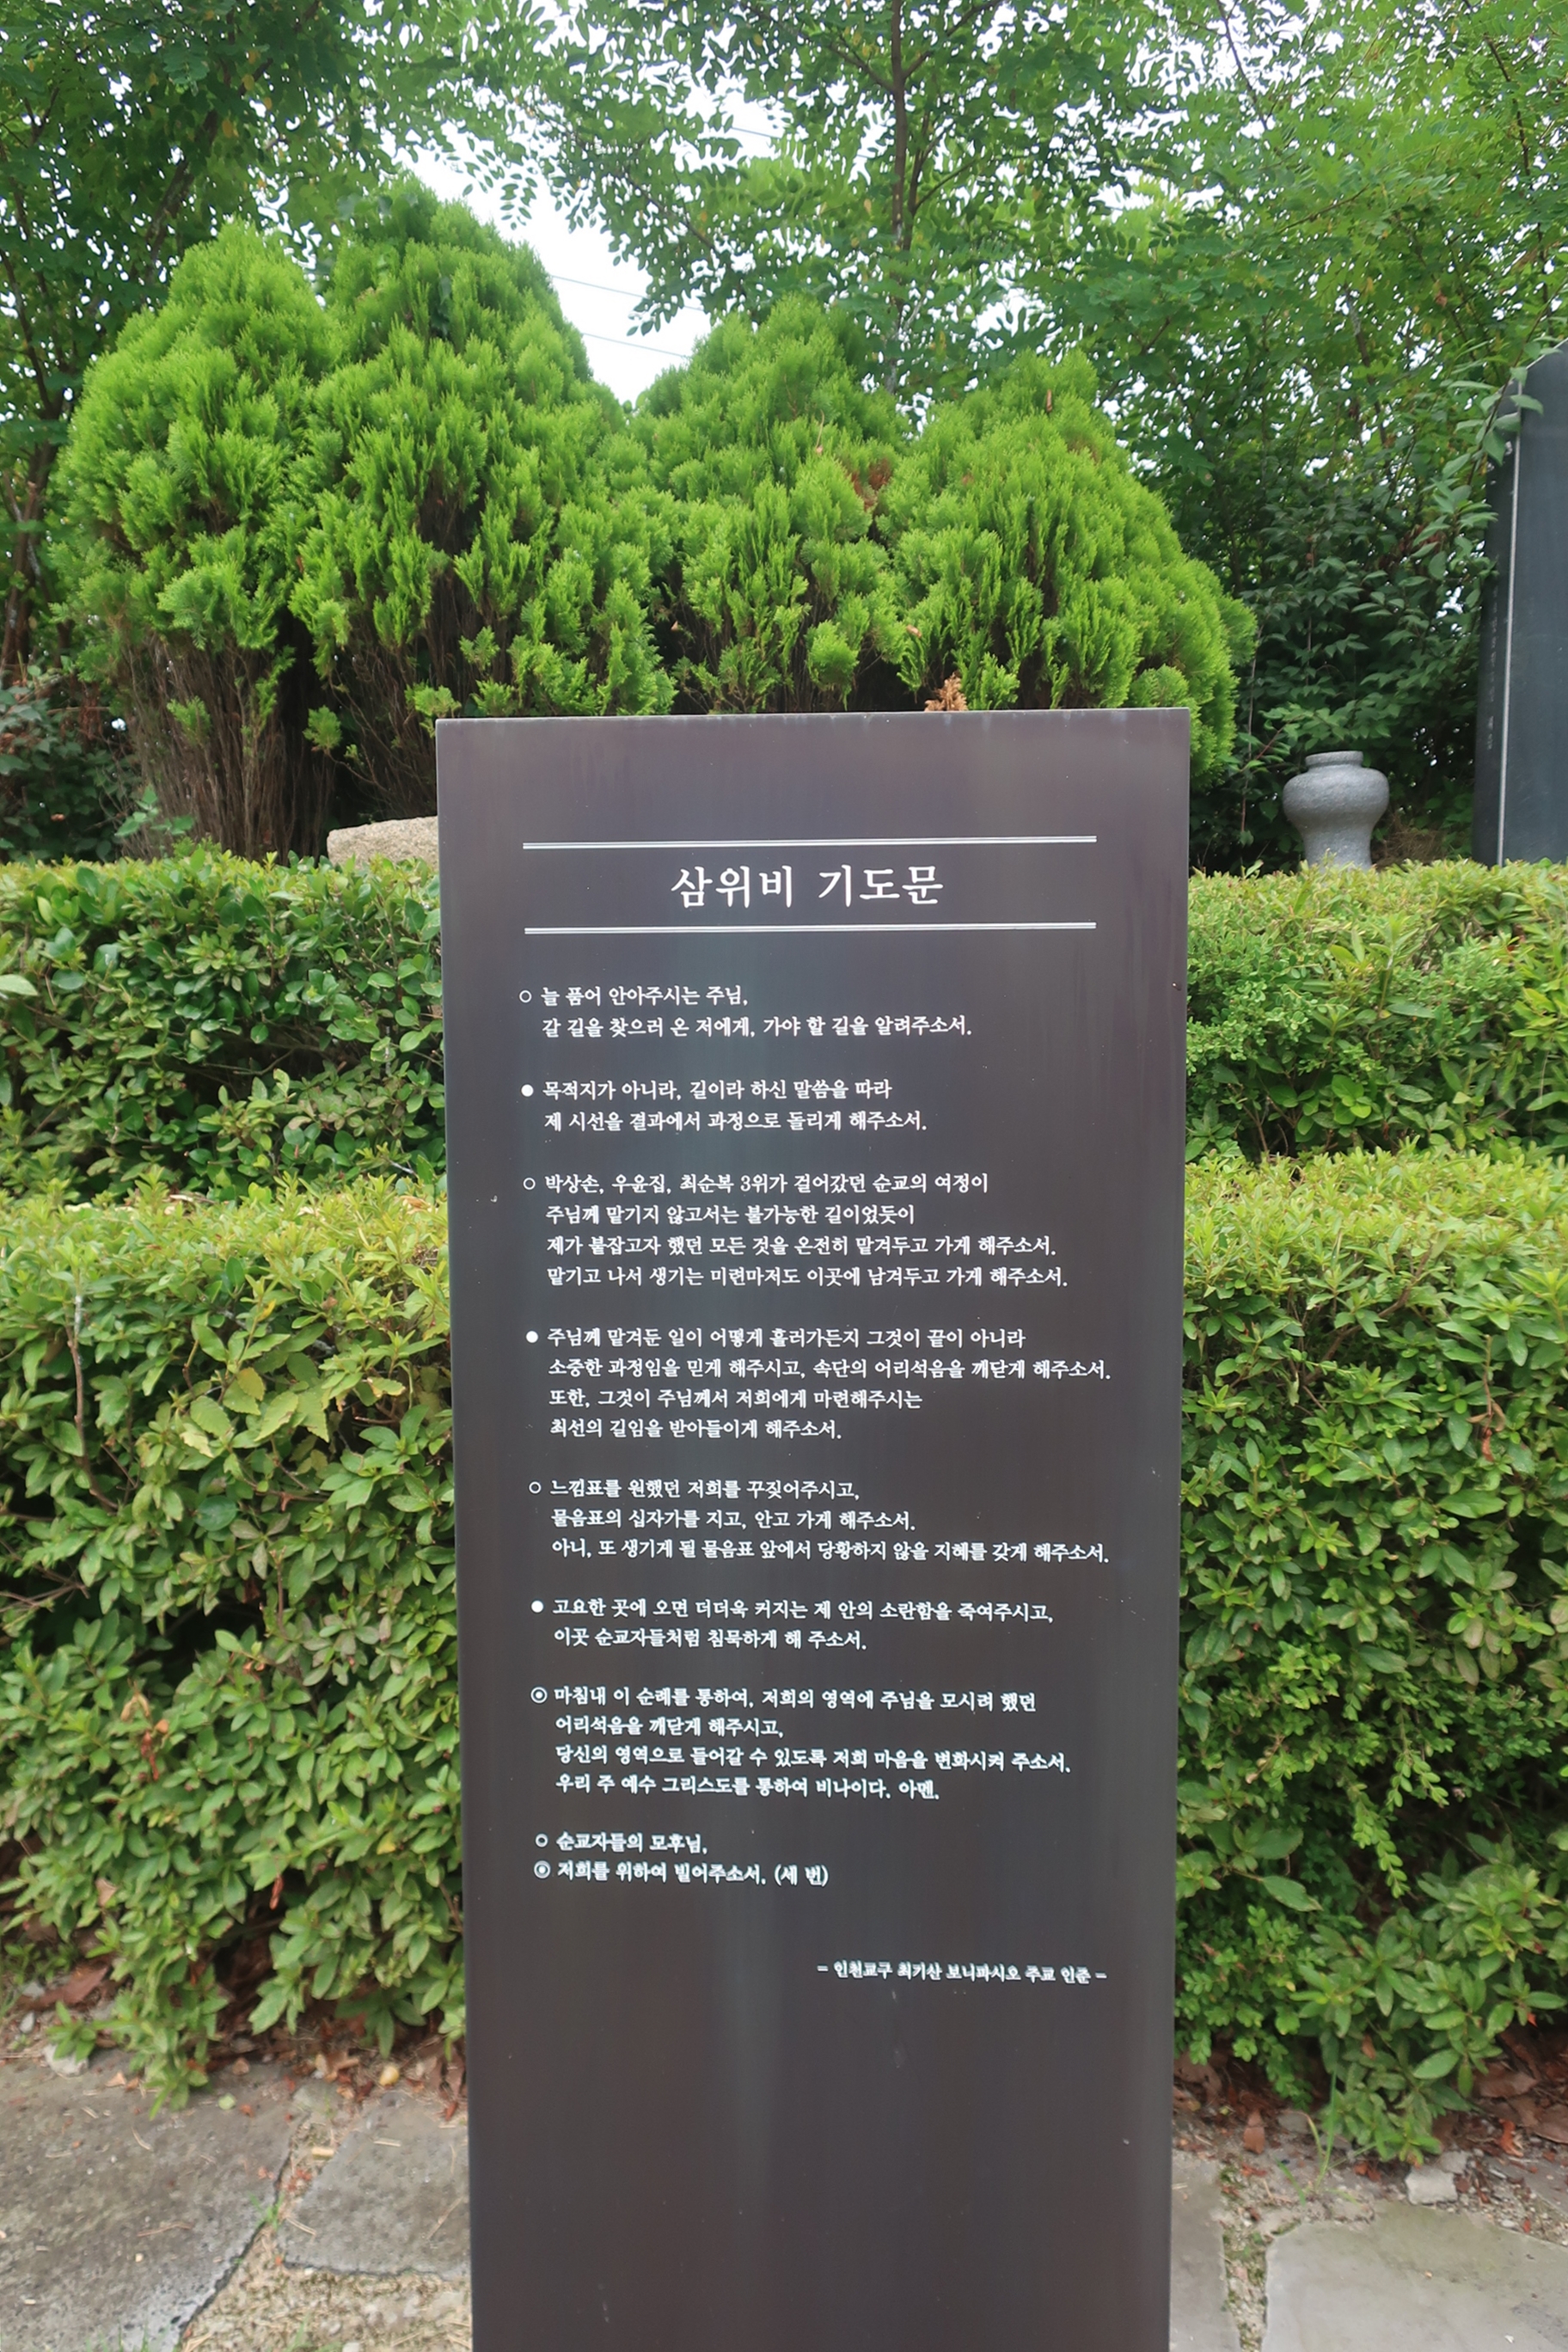 삼위비 기도문
○ 늘 품어 안아주시는 주님,
갈 길을 찾으러 온 저에게, 가야 할 길을 알려주소서.
● 목적지가 아니라, 길이라 하신 말씀을 따라
제 시선을 결과에서 과정으로 돌리게 해주소서.
○ 박상손, 우윤집, 최순복 3위가 걸어갔던 순교의 여정이
주님께 맡기지 않고서는 불가능한 길이었듯이
제가 붙잡고자 했던 모든 것을 온전히 맡겨두고 가게 해주소서.
맡기고 나서 생기는 미련마저도 이곳에 남겨두고 가게 해주소서.
● 주님께 맡겨둔 일이 어떻게 흘러가든지 그것이 끝이 아니라
소중한 과정임을 믿게 해주시고, 속단의 어리석음을 깨닫게 해주소서.
또한, 그것이 주님께서 저희에게 마련해주시는
최선의 길임을 받아들이게 해주소서.
○ 느낌표를 원했던 저희를 꾸짖어주시고,
물음표의 십자가를 지고, 안고 가게 해주소서.
아니, 또 생기게 될 물음표 앞에서 당황하지 않을 지혜를 갖게 해주소서.
● 고요한 곳에 오면 더더욱 커지는 제 안의 소란함을 죽여주시고,
이곳 순교자들처럼 침묵하게 해 주소서.
◎ 마침내 이 순례를 통하여, 저희의 영역에 주님을 모시려 했던
어리석음을 깨닫게 해주시고,
당신의 영역으로 들어갈 수 있도록 저희 마음을 변화시켜 주소서.
우리 주 예수 그리스도를 통하여 비나이다. 아멘.
○ 순교자들의 모후님,
◎ 저희를 위하여 빌어주소서. (세 번)
- 인천교구 최기산 보니파시오 주교 인준 -